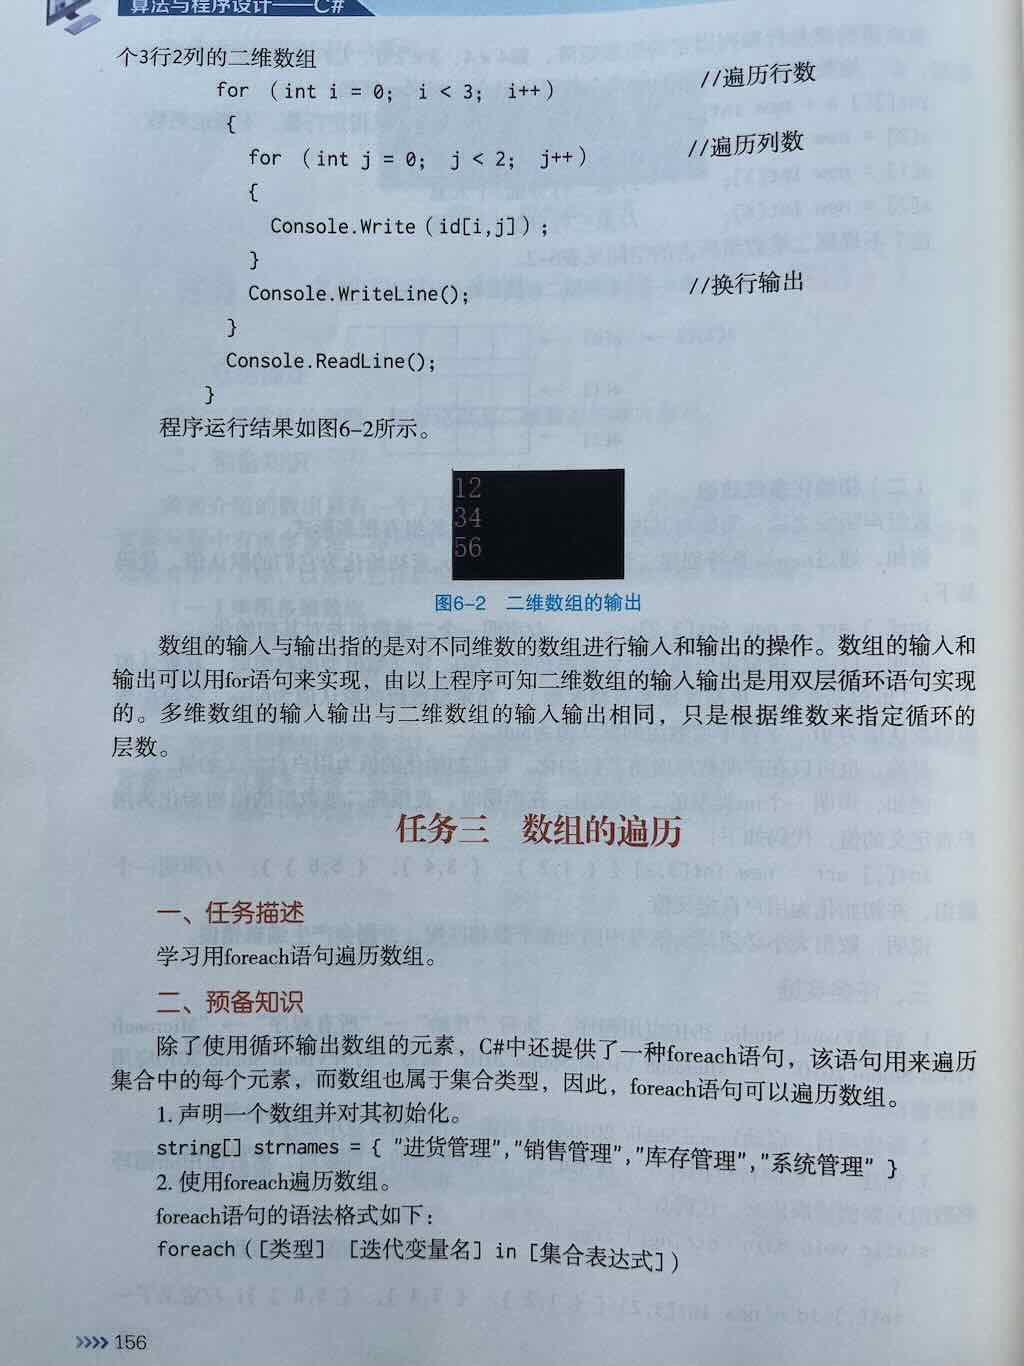 算法与程序设计——C#
个3行2列的二维数组
for （int i = 0; i < 3; i++） //遍历行数
{
for （int j = 0; j < 2; j++） //遍历列数
{
Console.Write（id[i,j]）;
}
Console.WriteLine(); //换行输出
}
Console.ReadLine();
}
程序运行结果如图6-2所示。
12
34
56
图6-2 二维数组的输出
数组的输入与输出指的是对不同维数的数组进行输入和输出的操作。数组的输入和
输出可以用for语句来实现，由以上程序可知二维数组的输入输出是用双层循环语句实现
的。多维数组的输入输出与二维数组的输入输出相同，只是根据维数来指定循环的
层数。
任务三 数组的遍历
一、任务描述
学习用foreach语句遍历数组。
二、预备知识
除了使用循环输出数组的元素，C#中还提供了一种foreach语句，该语句用来遍历
集合中的每个元素，而数组也属于集合类型，因此，foreach语句可以遍历数组。
1. 声明一个数组并对其初始化。
string[] strnames = { "进货管理","销售管理","库存管理","系统管理" }
2. 使用foreach遍历数组。
foreach语句的语法格式如下：
foreach（[类型] [迭代变量名] in [集合表达式]）
156